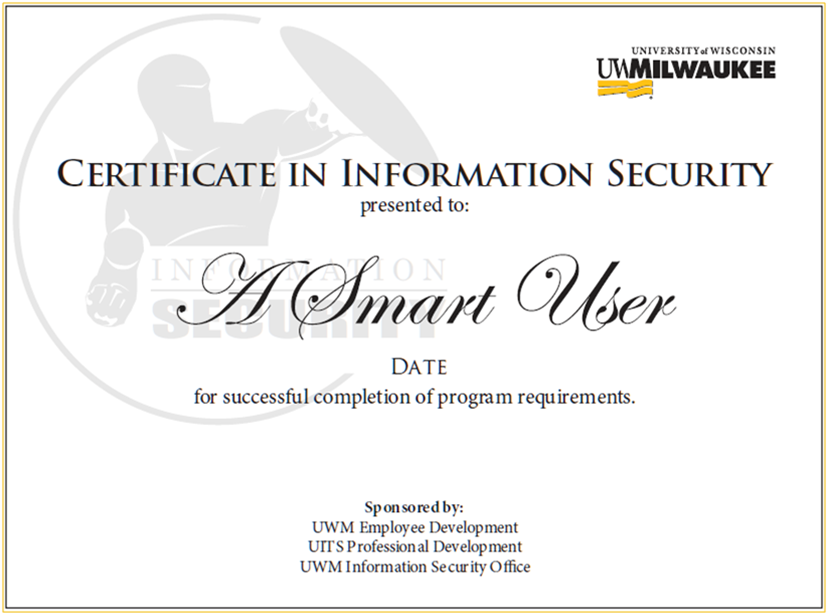 UNIVERSITY of WISCONSIN
UWMILWAUKEE
CERTIFICATE IN INFORMATION SECURITY
presented to:
INFORMATION
SECURITY
A Smart User
DATE
for successful completion of program requirements.
Sponsored by:
UWM Employee Development
UITS Professional Development
UWM Information Security Office